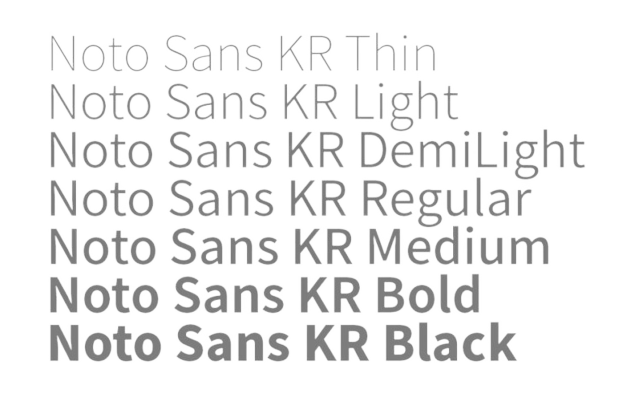 Noto Sans KR Thin
Noto Sans KR Light
Noto Sans KR DemiLight
Noto Sans KR Regular
Noto Sans KR Medium
Noto Sans KR Bold
Noto Sans KR Black